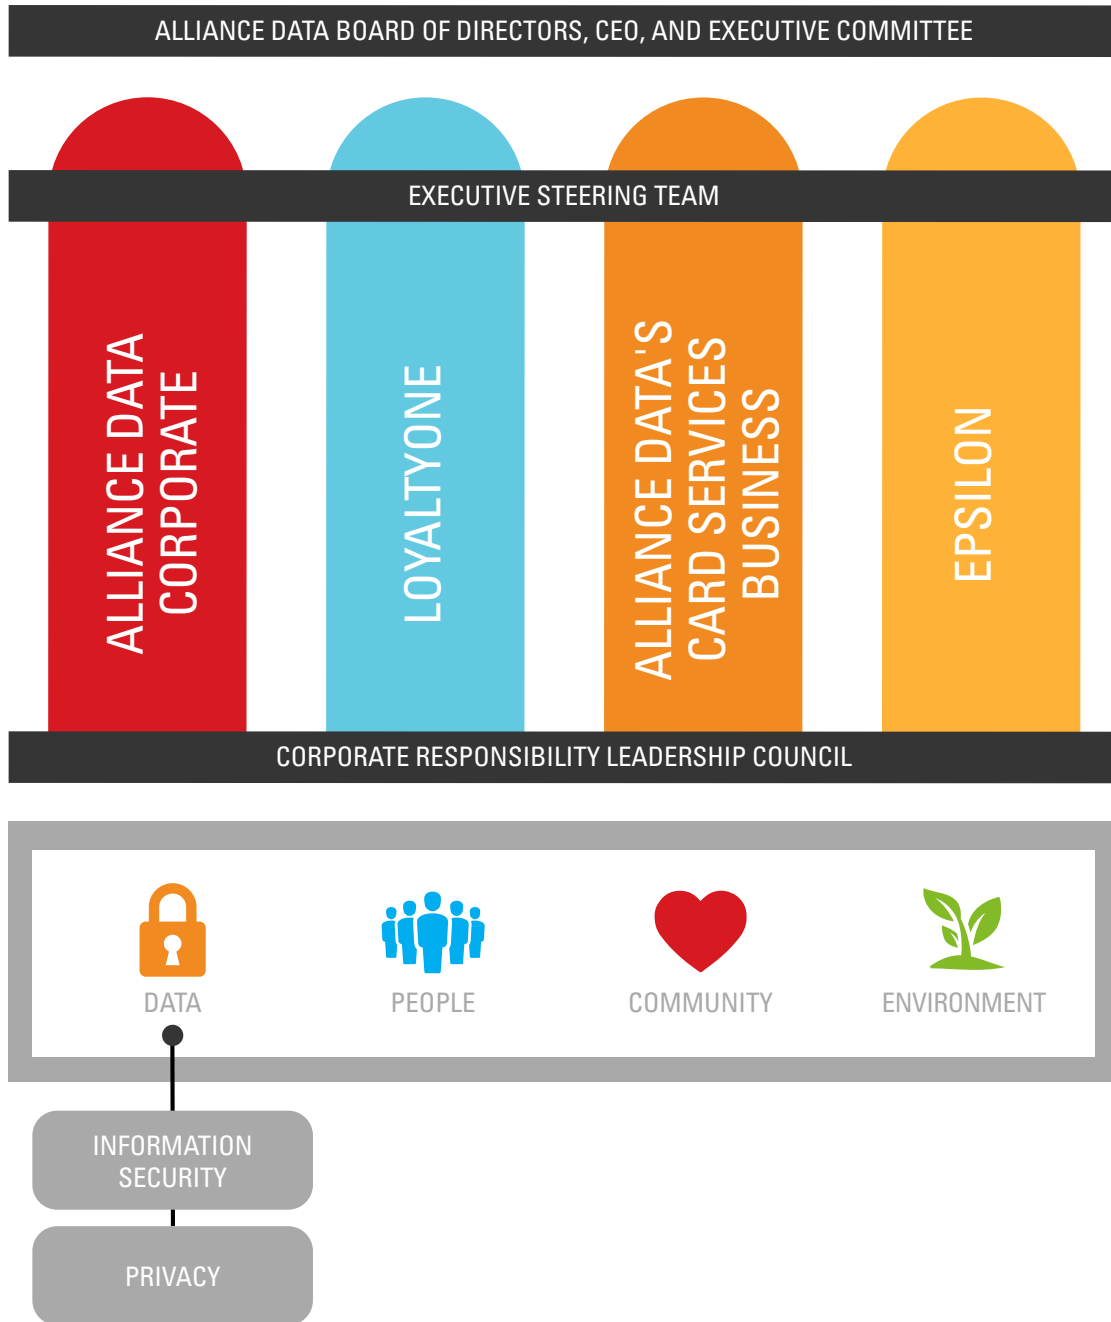 ALLIANCE DATA BOARD OF DIRECTORS, CEO, AND EXECUTIVE COMMITTEE
EXECUTIVE STEERING TEAM
ALLIANCE DATA
CORPORATE
LOYALTYONE
ALLIANCE DATA'S
CARD SERVICES
BUSINESS
EPSILON
CORPORATE RESPONSIBILITY LEADERSHIP COUNCIL
DATA
PEOPLE
COMMUNITY
ENVIRONMENT
INFORMATION
SECURITY
PRIVACY